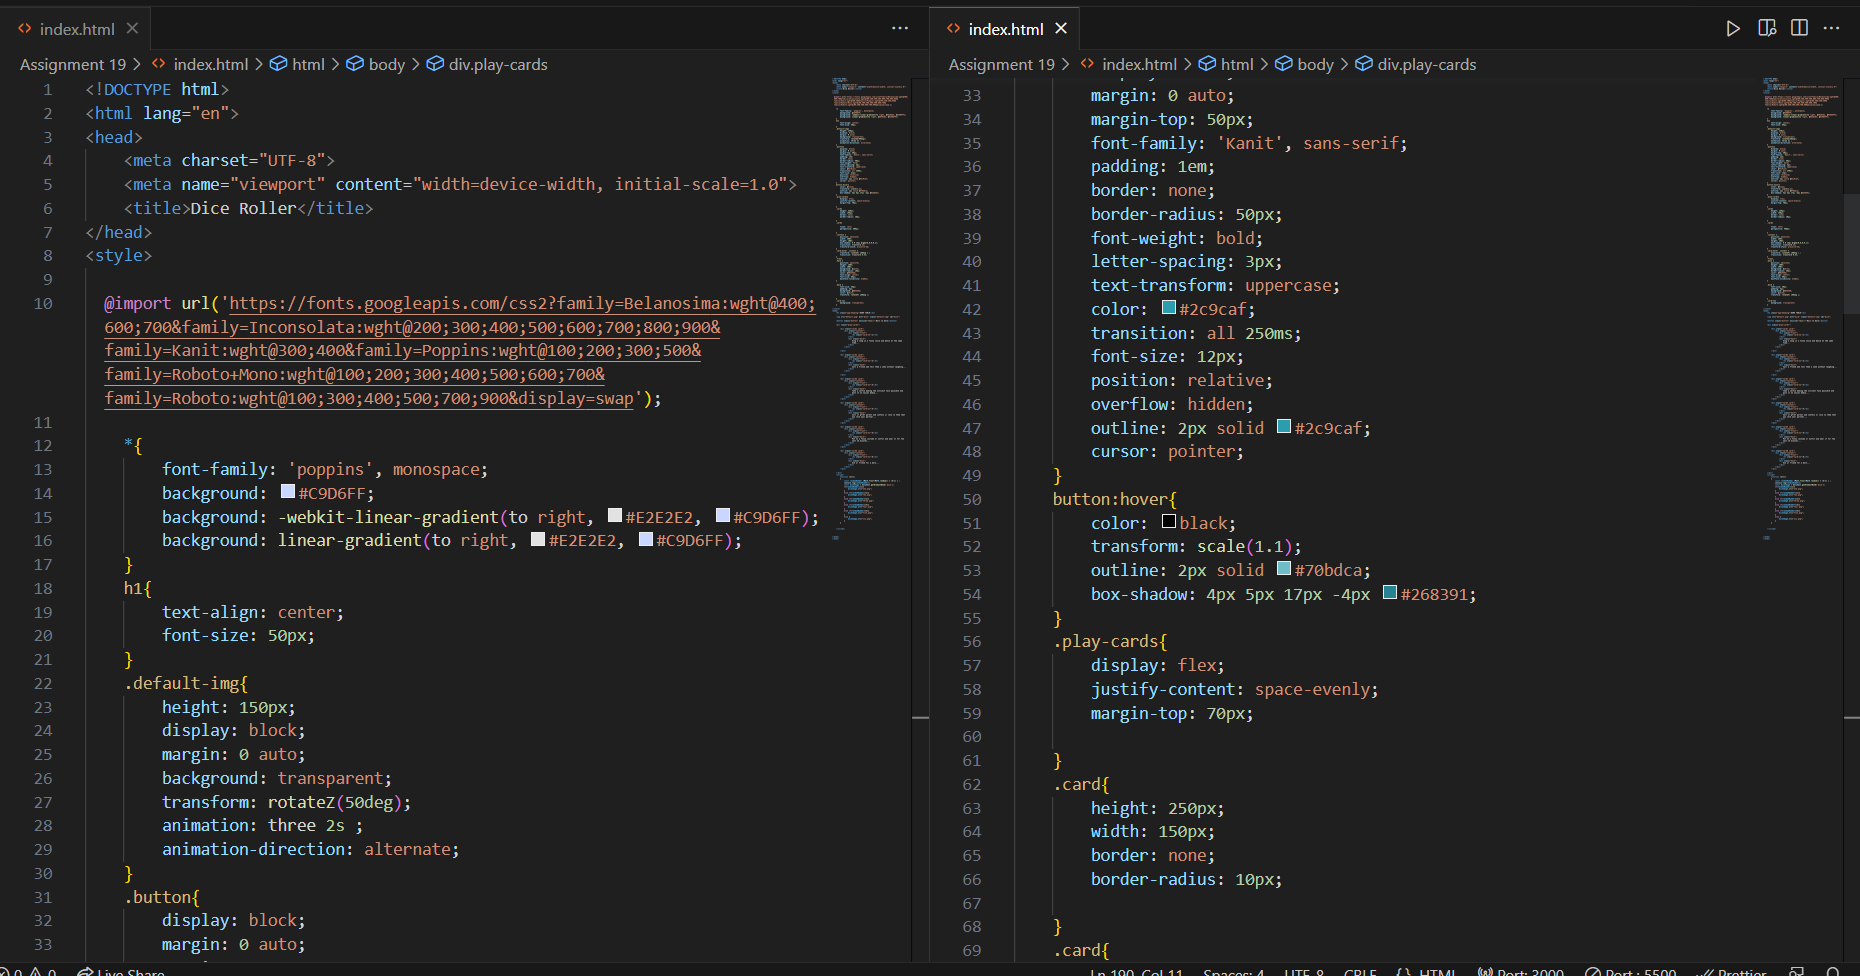 index.html
Assignment 19 > index.html > html > body > div.play-cards
1 <!DOCTYPE html>
2 <html lang="en">
3 <head>
4 <meta charset="UTF-8">
5 <meta name="viewport" content="width=device-width, initial-scale=1.0">
6 <title>Dice Roller</title>
7 </head>
8 <style>
9
10 @import url('https://fonts.googleapis.com/css2?family=Belanosima:wght@400;
600;700&family=Inconsolata:wght@200;300;400;500;600;700;800;900&
family=Kanit:wght@300;400&family=Poppins:wght@100;200;300;500&
family=Roboto+Mono:wght@100;200;300;400;500;600;700&
family=Roboto:wght@100;300;400;500;700;900&display=swap');
11
12 *{
13 font-family: 'poppins', monospace;
14 background: #C9D6FF;
15 background: -webkit-linear-gradient(to right, #E2E2E2, #C9D6FF);
16 background: linear-gradient(to right, #E2E2E2, #C9D6FF);
17 }
18 h1{
19 text-align: center;
20 font-size: 50px;
21 }
22 .default-img{
23 height: 150px;
24 display: block;
25 margin: 0 auto;
26 background: transparent;
27 transform: rotateZ(50deg);
28 animation: three 2s ;
29 animation-direction: alternate;
30 }
31 .button{
32 display: block;
33 margin: 0 auto;
index.html
Assignment 19 > index.html > html > body > div.play-cards
33 margin: 0 auto;
34 margin-top: 50px;
35 font-family: 'Kanit', sans-serif;
36 padding: 1em;
37 border: none;
38 border-radius: 50px;
39 font-weight: bold;
40 letter-spacing: 3px;
41 text-transform: uppercase;
42 color: #2c9caf;
43 transition: all 250ms;
44 font-size: 12px;
45 position: relative;
46 overflow: hidden;
47 outline: 2px solid #2c9caf;
48 cursor: pointer;
49 }
50 button:hover{
51 color: black;
52 transform: scale(1.1);
53 outline: 2px solid #70bdca;
54 box-shadow: 4px 5px 17px -4px #268391;
55 }
56 .play-cards{
57 display: flex;
58 justify-content: space-evenly;
59 margin-top: 70px;
60
61 }
62 .card{
63 height: 250px;
64 width: 150px;
65 border: none;
66 border-radius: 10px;
67
68 }
69 .card{
0 0 Live Share Ln 190, Col 11 Spaces: 4 UTF-8 CRLF {} HTML Port: 3000 Port : 5500 Prettier